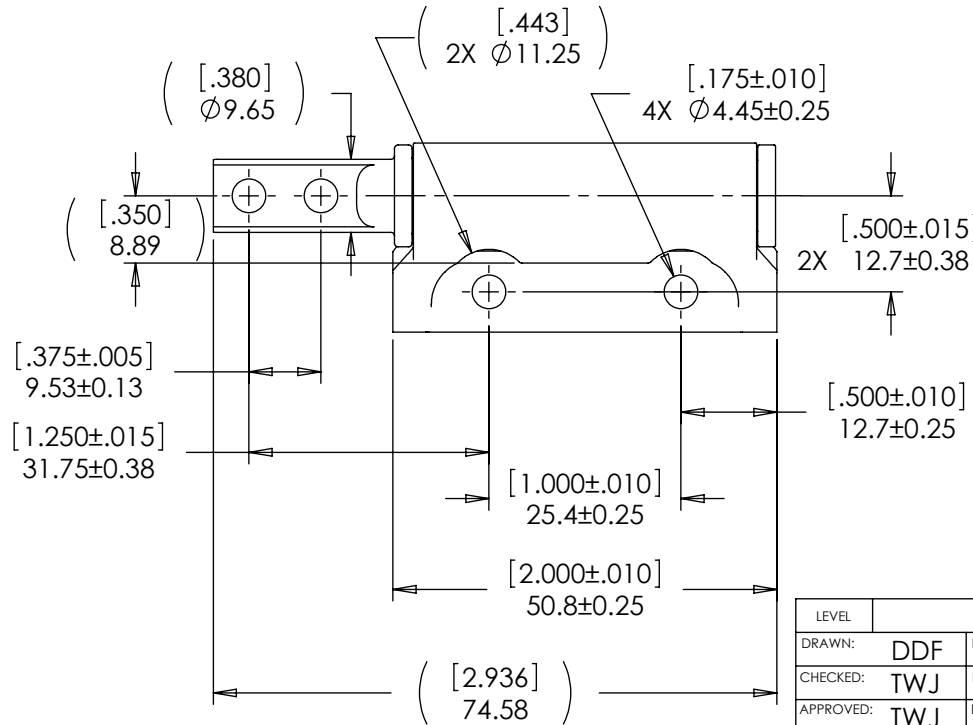 [.443]
2X ∅11.25
[.380]
∅9.65
[.175±.010]
4X ∅4.45±0.25
[.350]
8.89
[.500±.015]
2X 12.7±0.38
[.375±.005]
9.53±0.13
[.500±.010]
12.7±0.25
[1.250±.015]
31.75±0.38
[1.000±.010]
25.4±0.25
[2.000±.010]
50.8±0.25
[2.936]
74.58
LEVEL
DRAWN: DDF
CHECKED: TWJ
APPROVED: TWJ